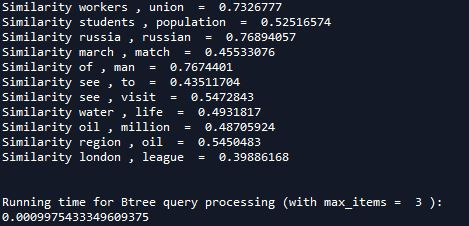 Similarity workers , union  =  0.7326777
Similarity students , population  =  0.52516574
Similarity russia , russian  =  0.76894057
Similarity march , match  =  0.45533076
Similarity of , man  =  0.7674401
Similarity see , to  =  0.43511704
Similarity see , visit  =  0.5472843
Similarity water , life  =  0.4931817
Similarity oil , million  =  0.48705924
Similarity region , oil  =  0.5450483
Similarity london , league  =  0.39886168
Running time for Btree query processing (with max_items =  3 ):
0.0009975433349609375